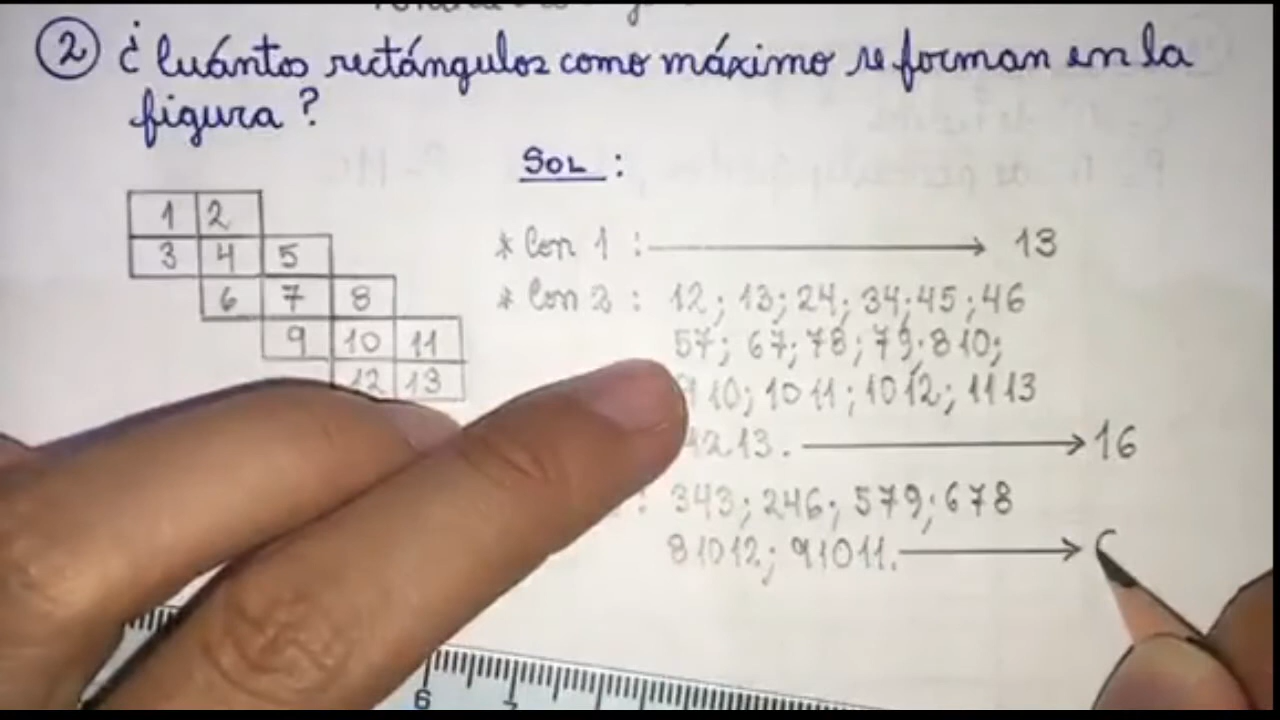 ② ¿Cuántos rectángulos como máximo se forman en la
figura?
SOL:
1 2
3 4 5
6 7 8
9 10 11
12 13
* Con 1 : 13
* Con 2 : 12; 13; 24; 34; 45; 46
57; 67; 78; 79; 810;
910; 1011; 1012; 1113
1213. 16
: 343; 246; 579; 678
81012; 91011.
6